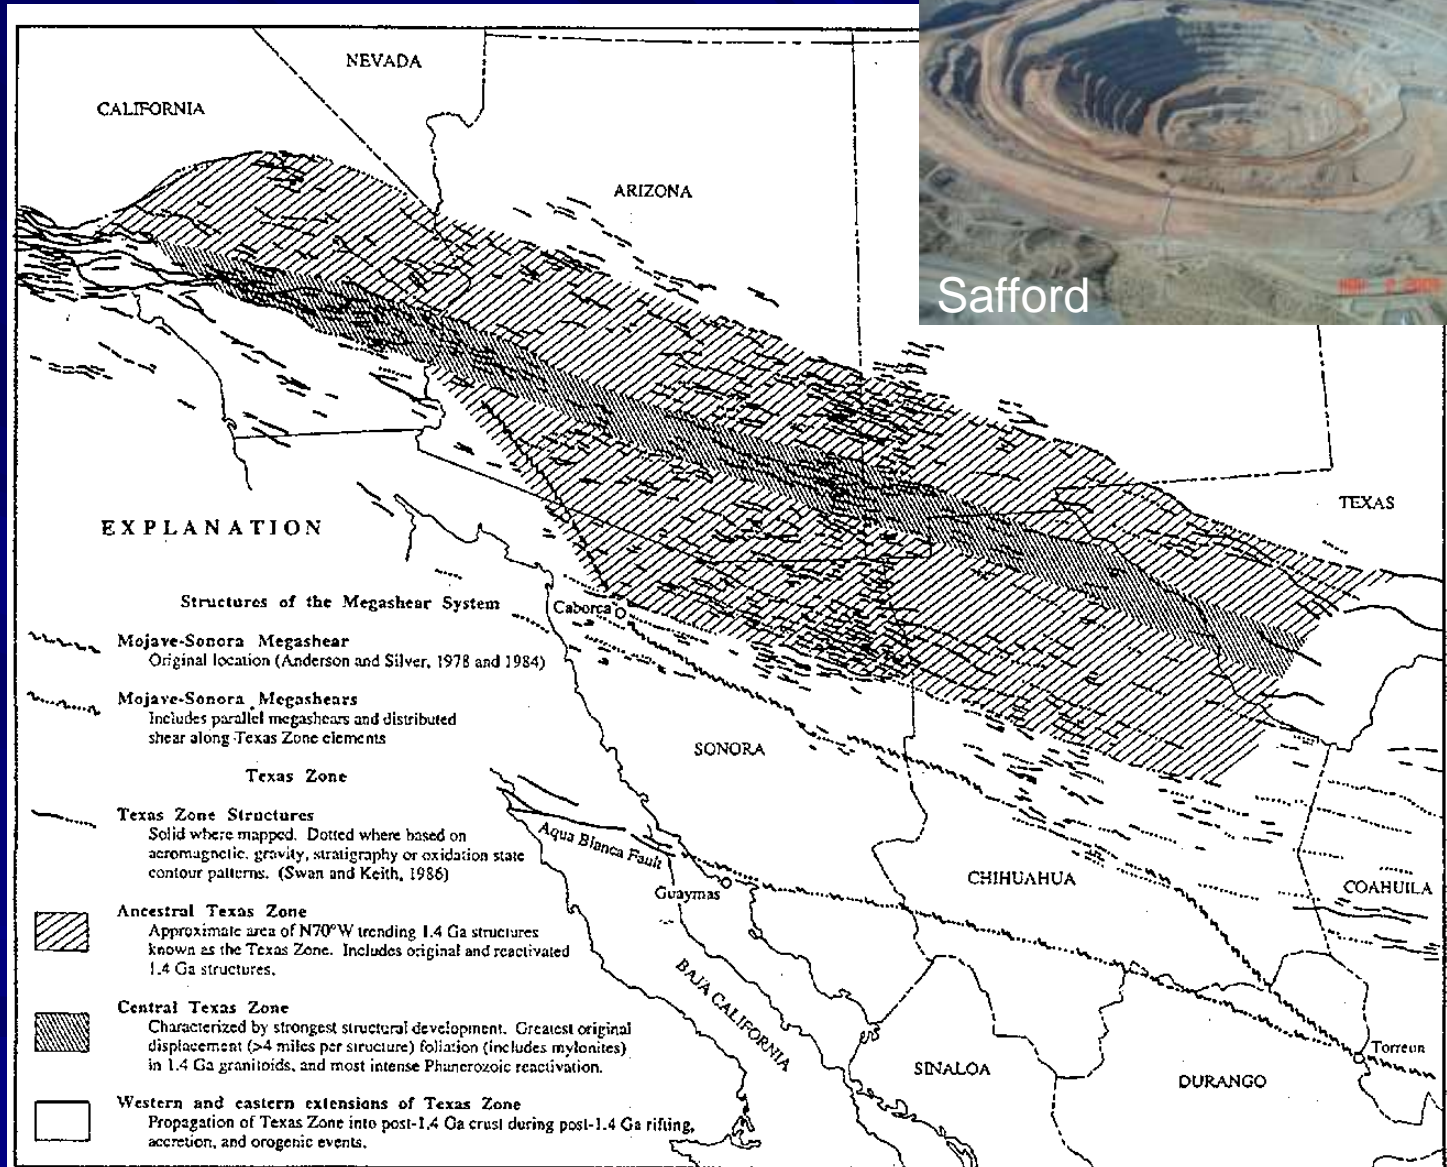 NEVADA
CALIFORNIA
ARIZONA
Safford
TEXAS
EXPLANATION
Structures of the Megashear System
Caborca
Mojave-Sonora Megashear
Original location (Anderson and Silver, 1978 and 1984)
Mojave-Sonora Megashears
Includes parallel megashears and distributed
shear along Texas Zone elements
SONORA
Texas Zone
Texas Zone Structures
Solid where mapped. Dotted where based on
aeromagnetic, gravity, stratigraphy or oxidation state
contour patterns. (Swan and Keith, 1986)
Aqua Blanca Fault
Guaymas
CHIHUAHUA
COAHUILA
Ancestral Texas Zone
Approximate area of N70°W trending 1.4 Ga structures
known as the Texas Zone. Includes original and reactivated
1.4 Ga structures.
BAJA CALIFORNIA
Central Texas Zone
Characterized by strongest structural development. Greatest original
displacement (>4 miles per structure) foliation (includes mylonites)
in 1.4 Ga granitoids, and most intense Phanerozoic reactivation.
Torreon
SINALOA
DURANGO
Western and eastern extensions of Texas Zone
Propagation of Texas Zone into post-1.4 Ga crust during post-1.4 Ga rifting,
accretion, and orogenic events.